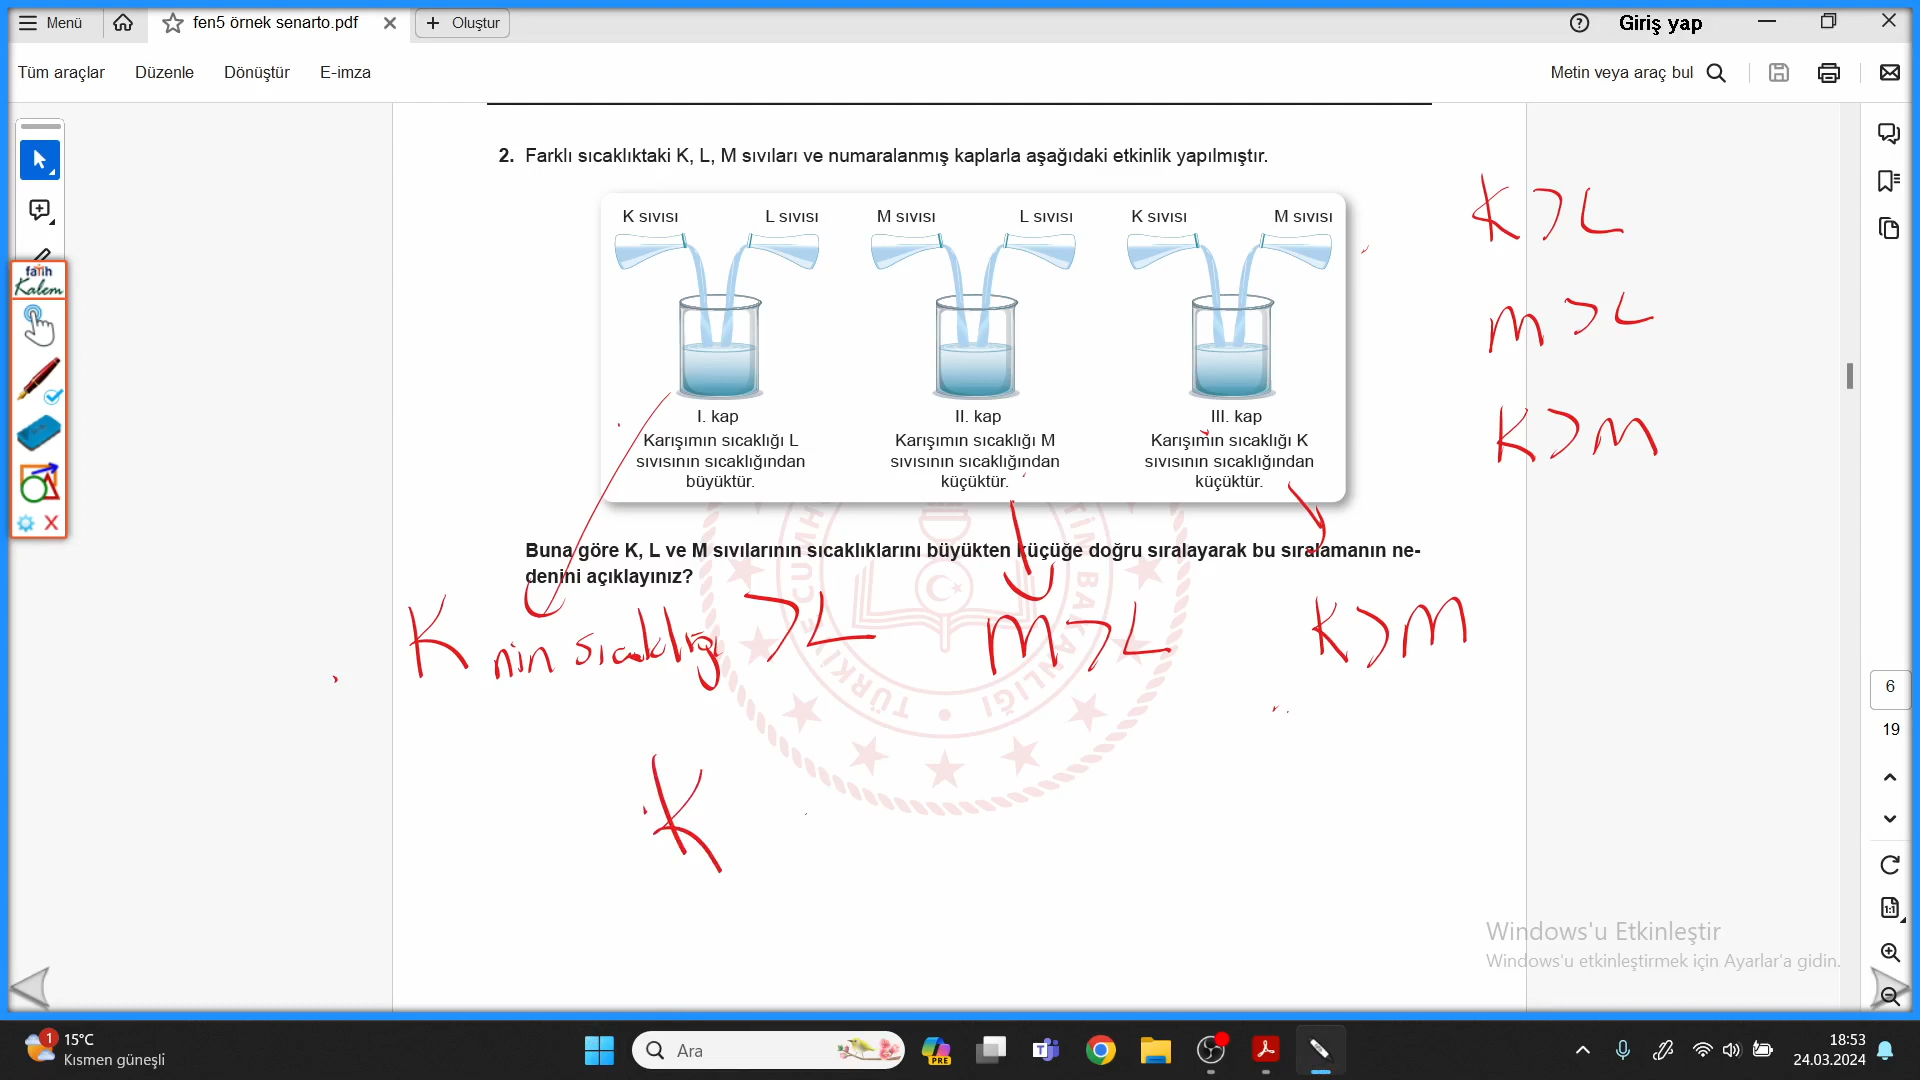 Menü
fen5 örnek senarto.pdf
Oluştur
Giriş yap
Tüm araçlar
Düzenle
Dönüştür
E-imza
Metin veya araç bul
2. Farklı sıcaklıktaki K, L, M sıvıları ve numaralanmış kaplarla aşağıdaki etkinlik yapılmıştır.
K sıvısı
L sıvısı
M sıvısı
L sıvısı
K sıvısı
M sıvısı
I. kap
Karışımın sıcaklığı L
sıvısının sıcaklığından
büyüktür.
II. kap
Karışımın sıcaklığı M
sıvısının sıcaklığından
küçüktür.
III. kap
Karışımın sıcaklığı K
sıvısının sıcaklığından
küçüktür.
K > L
m > L
K > m
fatih
Kalem
Buna göre K, L ve M sıvılarının sıcaklıklarını büyükten küçüğe doğru sıralayarak bu sıralamanın ne-
denini açıklayınız?
K nin sıcaklığı > L
m > L
K > m
K
6
19
Windows'u Etkinleştir
Windows'u etkinleştirmek için Ayarlar'a gidin.
1
15°C
Kısmen güneşli
Ara
PRE
18:53
24.03.2024